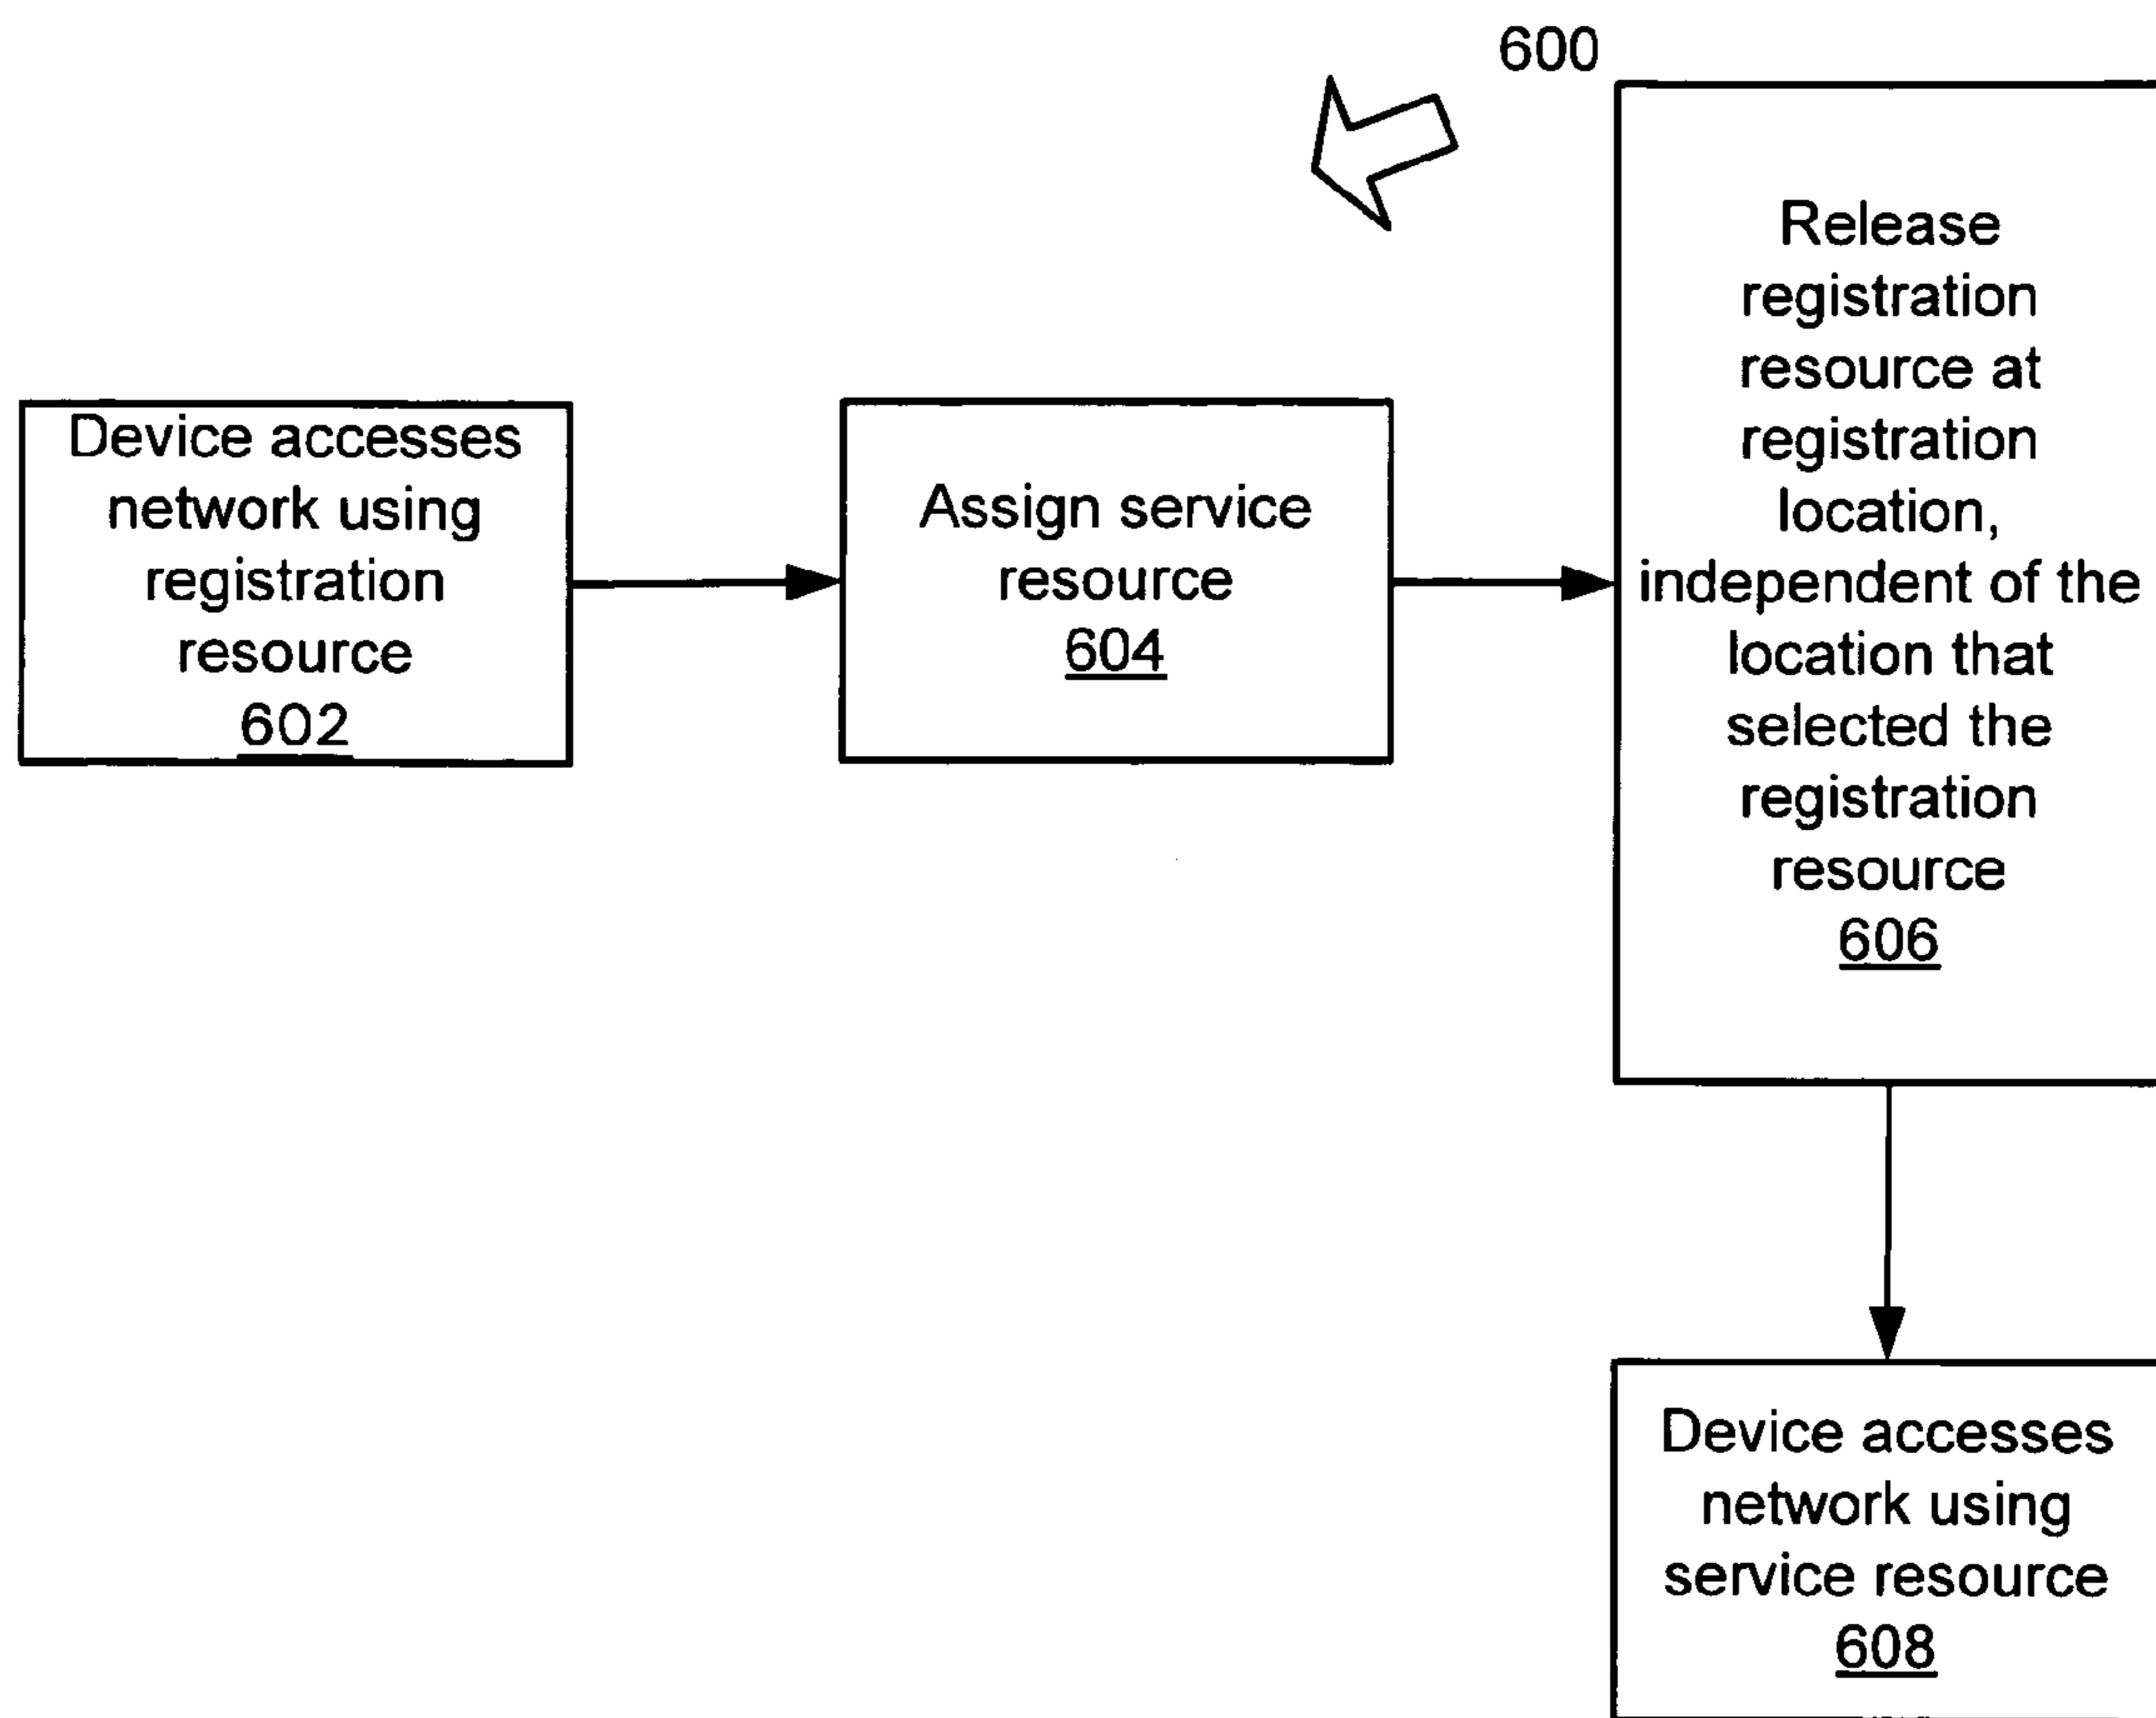 600
Device accesses
network using
registration
resource
602
Assign service
resource
604
Release
registration
resource at
registration
location,
independent of the
location that
selected the
registration
resource
606
Device accesses
network using
service resource
608